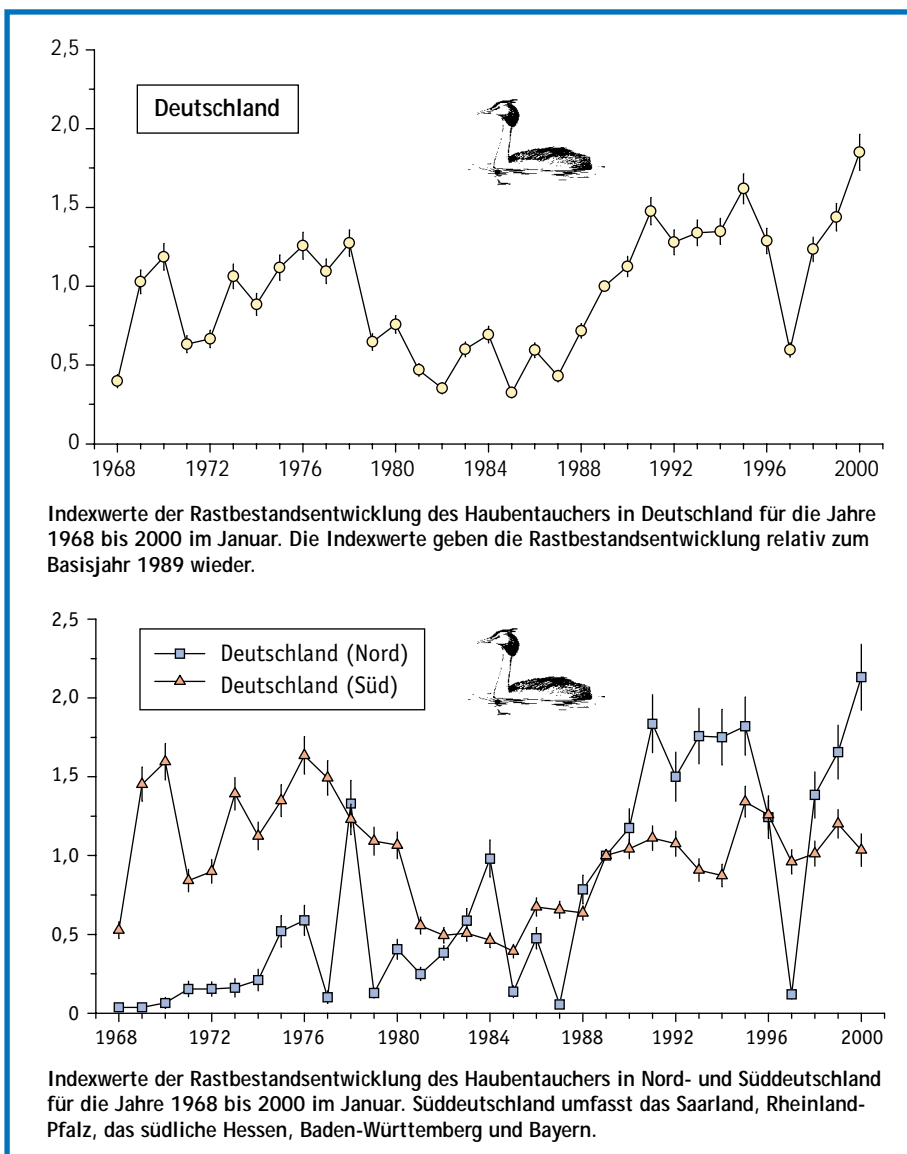 2,5
Deutschland
2,0
1,5
1,0
0,5
0
1968 1972 1976 1980 1984 1988 1992 1996 2000
Indexwerte der Rastbestandsentwicklung des Haubentauchers in Deutschland für die Jahre
1968 bis 2000 im Januar. Die Indexwerte geben die Rastbestandsentwicklung relativ zum
Basisjahr 1989 wieder.
2,5
Deutschland (Nord)
Deutschland (Süd)
2,0
1,5
1,0
0,5
0
1968 1972 1976 1980 1984 1988 1992 1996 2000
Indexwerte der Rastbestandsentwicklung des Haubentauchers in Nord- und Süddeutschland
für die Jahre 1968 bis 2000 im Januar. Süddeutschland umfasst das Saarland, Rheinland-
Pfalz, das südliche Hessen, Baden-Württemberg und Bayern.